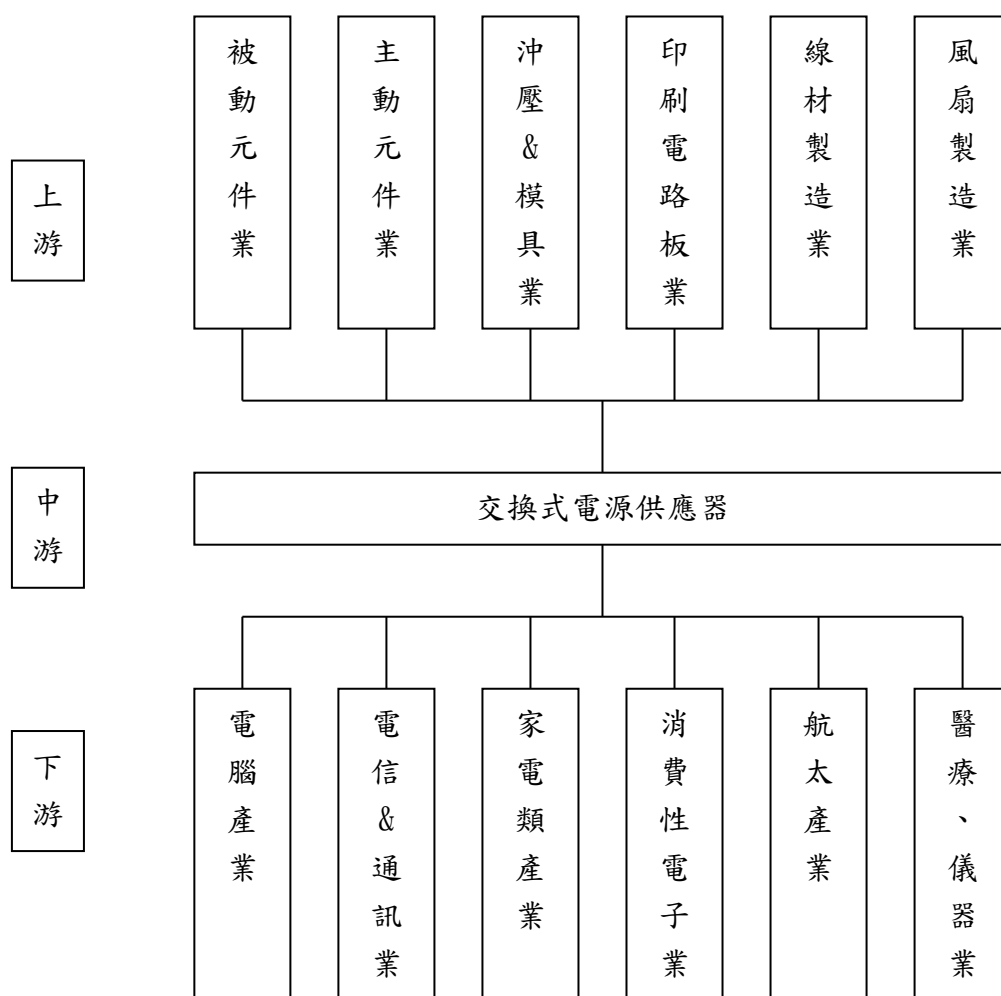 上游
被動元件業
主動元件業
沖壓&模具業
印刷電路板業
線材製造業
風扇製造業
中游
交換式電源供應器
下游
電腦產業
電信&通訊業
家電類產業
消費性電子業
航太產業
醫療、儀器業